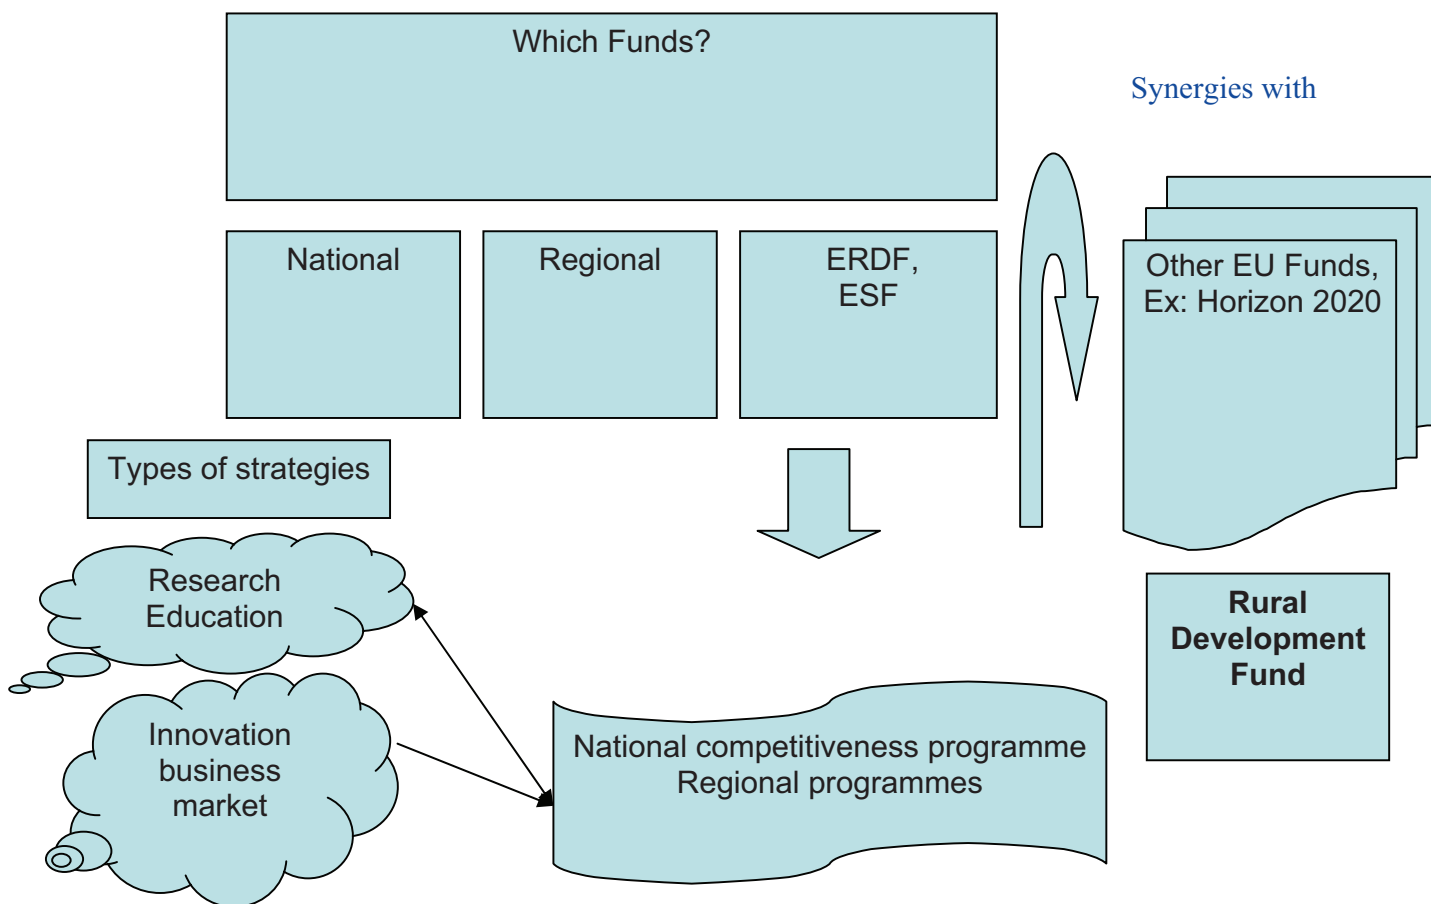 Which Funds?
Synergies with
National
Regional
ERDF,
ESF
Other EU Funds,
Ex: Horizon 2020
Types of strategies
Research
Education
Rural
Development
Fund
Innovation
business
market
National competitiveness programme
Regional programmes